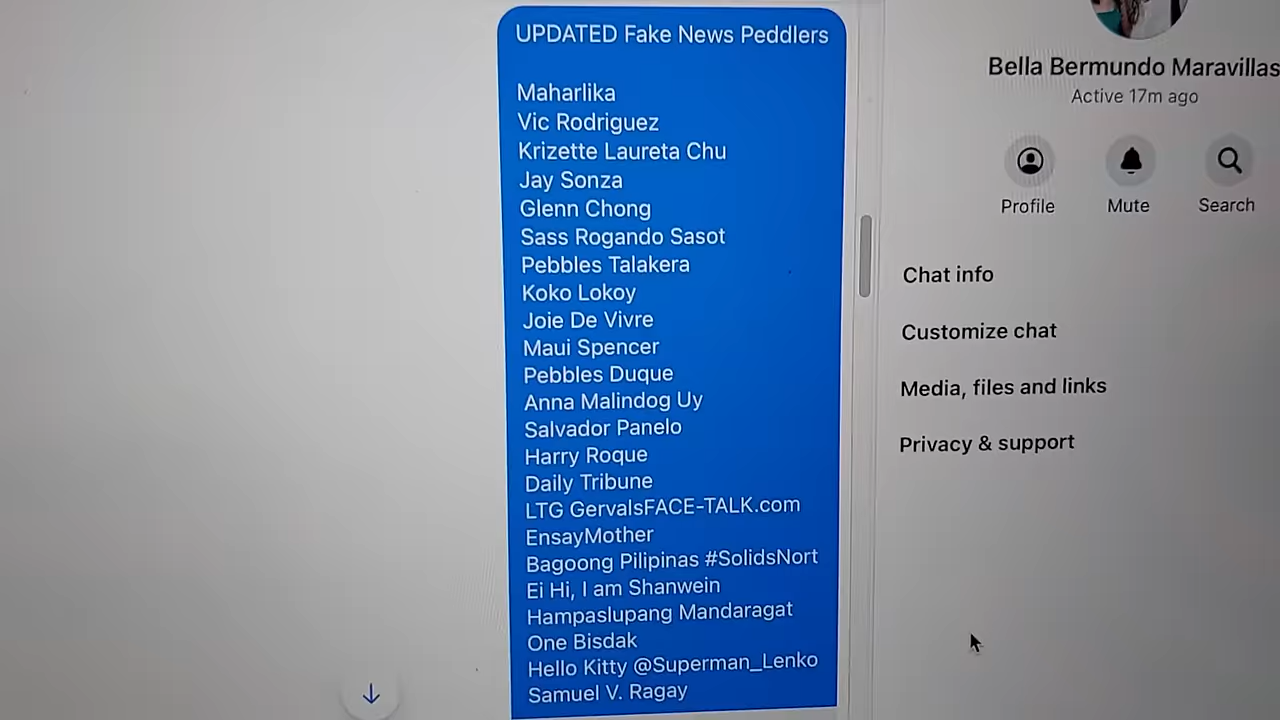 UPDATED Fake News Peddlers
Maharlika
Vic Rodriguez
Krizette Laureta Chu
Jay Sonza
Glenn Chong
Sass Rogando Sasot
Pebbles Talakera
Koko Lokoy
Joie De Vivre
Maui Spencer
Pebbles Duque
Anna Malindog Uy
Salvador Panelo
Harry Roque
Daily Tribune
LTG GervalsFACE-TALK.com
EnsayMother
Bagoong Pilipinas #SolidsNort
Ei Hi, I am Shanwein
Hampaslupang Mandaragat
One Bisdak
Hello Kitty @Superman_Lenko
Samuel V. Ragay
Bella Bermundo Maravillas
Active 17m ago
Profile Mute Search
Chat info
Customize chat
Media, files and links
Privacy & support